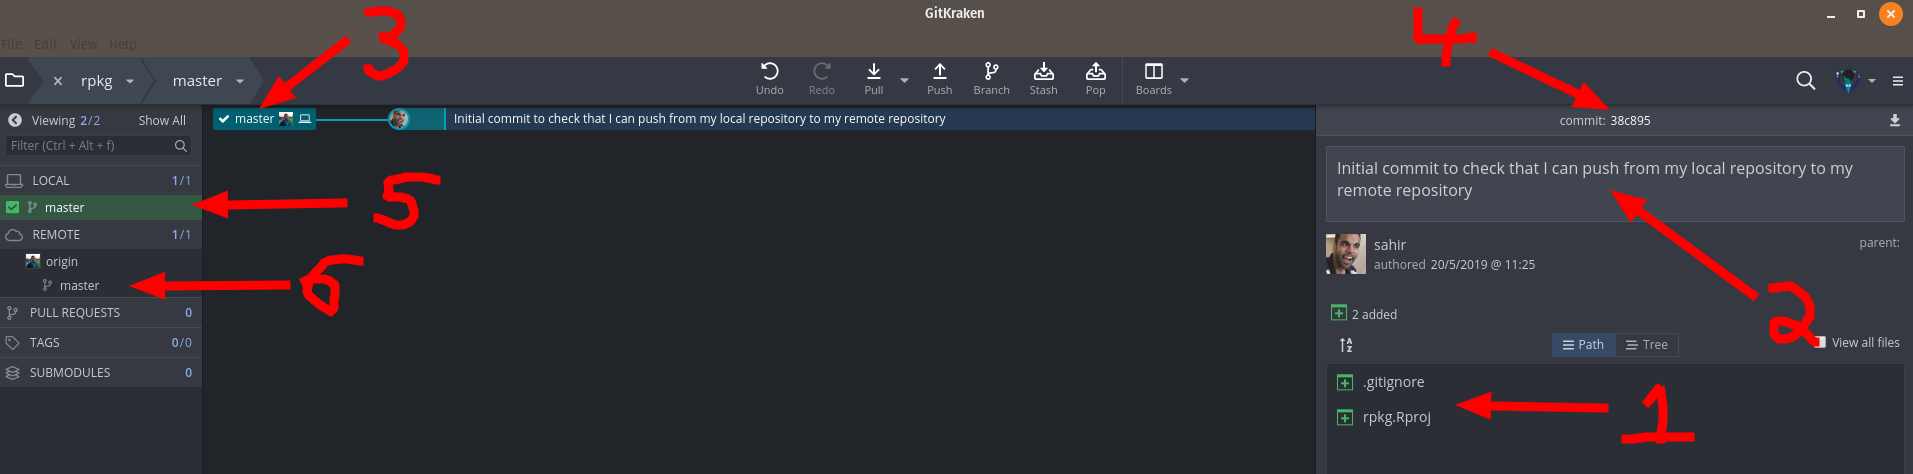 GitKraken
File Edit View Help
3
4
rpkg
master
Undo
Redo
Pull
Push
Branch
Stash
Pop
Boards
Viewing 2/2 Show All
Filter (Ctrl + Alt + f)
LOCAL 1/1
master
REMOTE 1/1
origin
master
PULL REQUESTS 0
TAGS 0/0
SUBMODULES 0
5
6
master
Initial commit to check that I can push from my local repository to my remote repository
commit: 38c895
Initial commit to check that I can push from my local repository to my
remote repository
sahir
authored 20/5/2019 @ 11:25
parent:
2
2 added
A
Z
Path
Tree
View all files
.gitignore
rpkg.Rproj
1